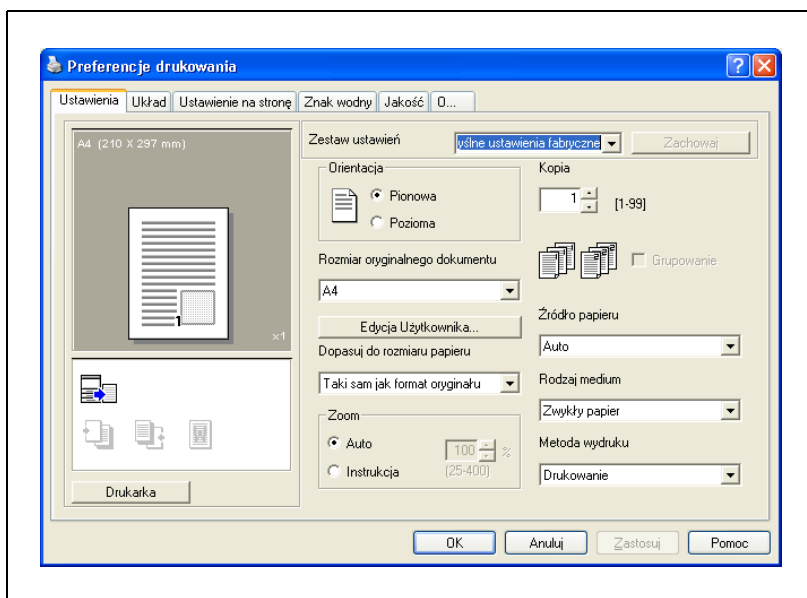 Preferencje drukowania
Ustawienia Układ Ustawienie na stronę Znak wodny Jakość O...
A4 (210 X 297 mm)
1
x1
Drukarka
Zestaw ustawień
ustawienia fabryczne
Zachowaj
Orientacja
Pionowa
Pozioma
Rozmiar oryginalnego dokumentu
A4
Edycja Użytkownika...
Dopasuj do rozmiaru papieru
Taki sam jak format oryginału
Zoom
Auto
100 %
Instrukcja
(25-400)
Kopia
1 [1-99]
Grupowanie
Źródło papieru
Auto
Rodzaj medium
Zwykły papier
Metoda wydruku
Drukowanie
OK Anuluj Zastosuj Pomoc